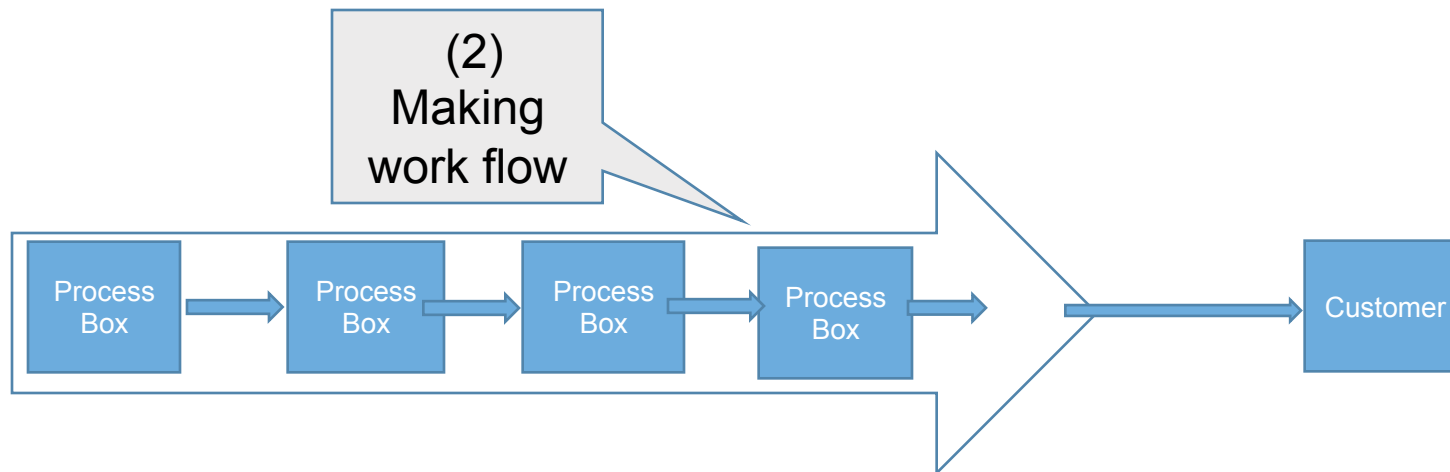 (2)
Making
work flow
Process
Box
Process
Box
Process
Box
Process
Box
Customer